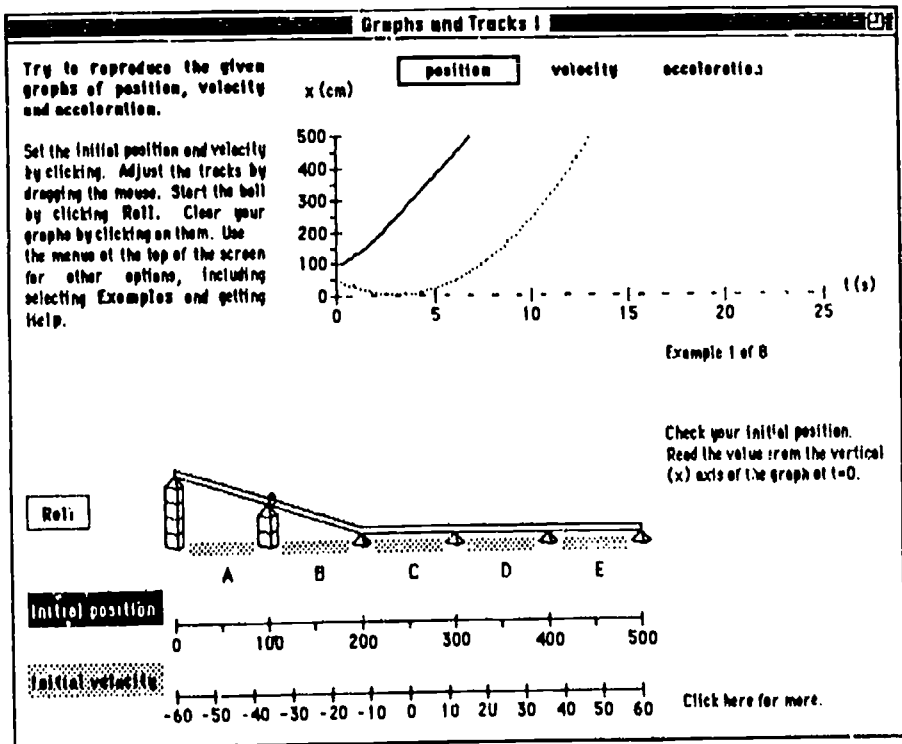 Graphs and Tracks I
Try to reproduce the given
graphs of position, velocity
and acceleration.
Set the initial position and velocity
by clicking. Adjust the tracks by
dragging the mouse. Start the ball
by clicking Roll. Clear your
graphs by clicking on them. Use
the menus at the top of the screen
for other options, including
selecting Examples and getting
Help.
position velocity acceleration
x (cm)
500
400
300
200
100
0
0 5 10 15 20 25
t (s)
Example 1 of 8
Check your initial position.
Read the value from the vertical
(x) axis of the graph at t=0.
Roll
A B C D E
Initial position
0 100 200 300 400 500
Initial velocity
-60 -50 -40 -30 -20 -10 0 10 20 30 40 50 60
Click here for more.